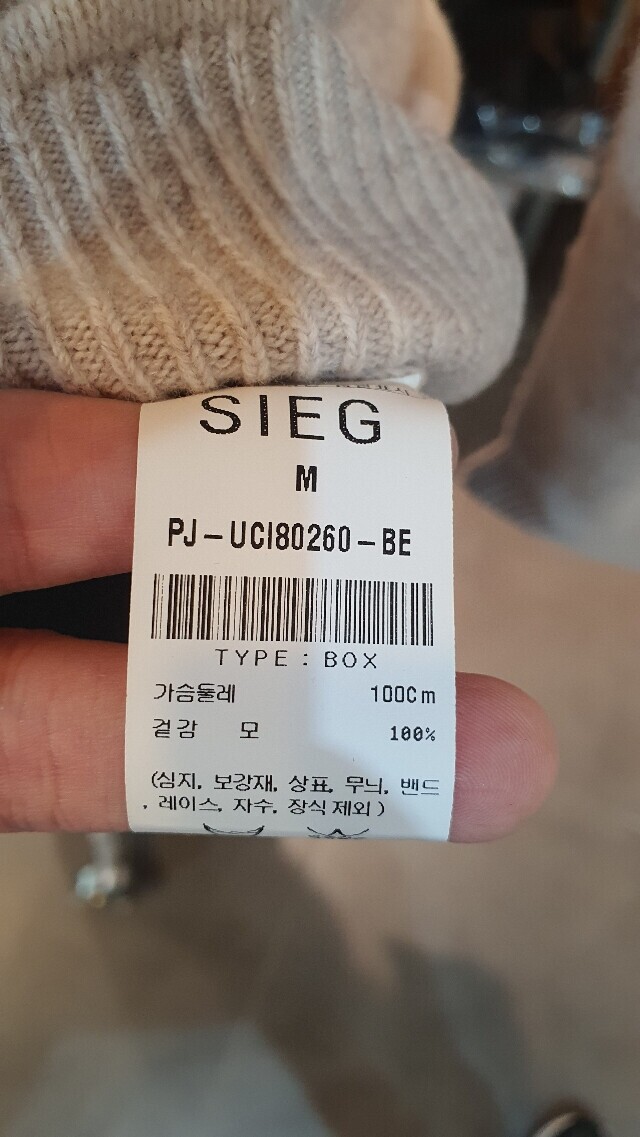 SIEG
M
PJ-UCI80260-BE
TYPE : BOX
가슴둘레 100Cm
겉감 모 100%
(심지, 보강재, 상표, 무늬, 밴드
, 레이스, 자수, 장식 제외)